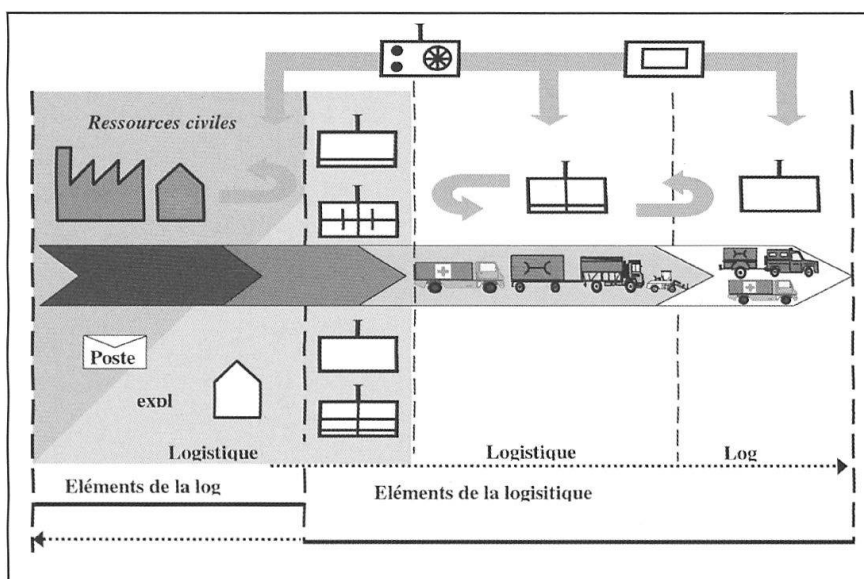 Ressources civiles
Poste
expl
Logistique
Logistique
Log
Eléments de la log
Eléments de la logisitique